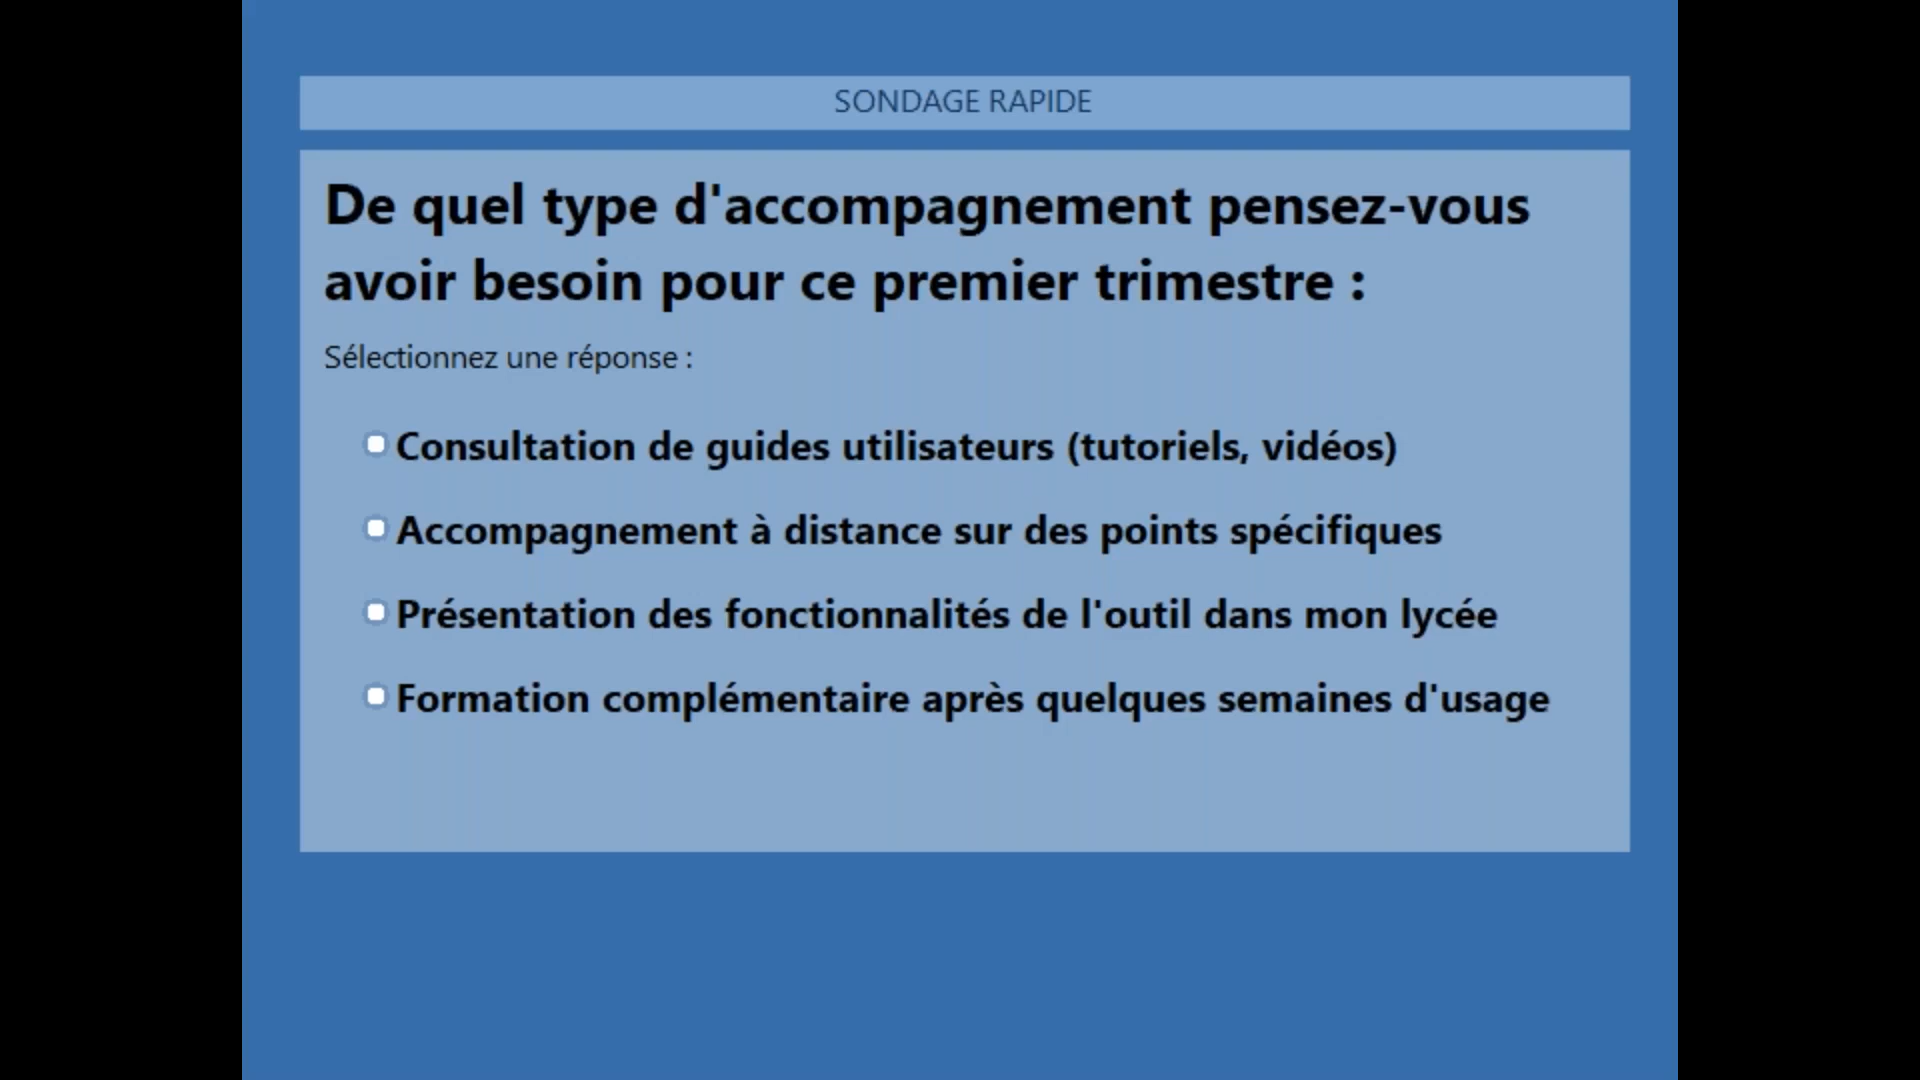 SONDAGE RAPIDE
De quel type d'accompagnement pensez-vous
avoir besoin pour ce premier trimestre :
Sélectionnez une réponse :
Consultation de guides utilisateurs (tutoriels, vidéos)
Accompagnement à distance sur des points spécifiques
Présentation des fonctionnalités de l'outil dans mon lycée
Formation complémentaire après quelques semaines d'usage